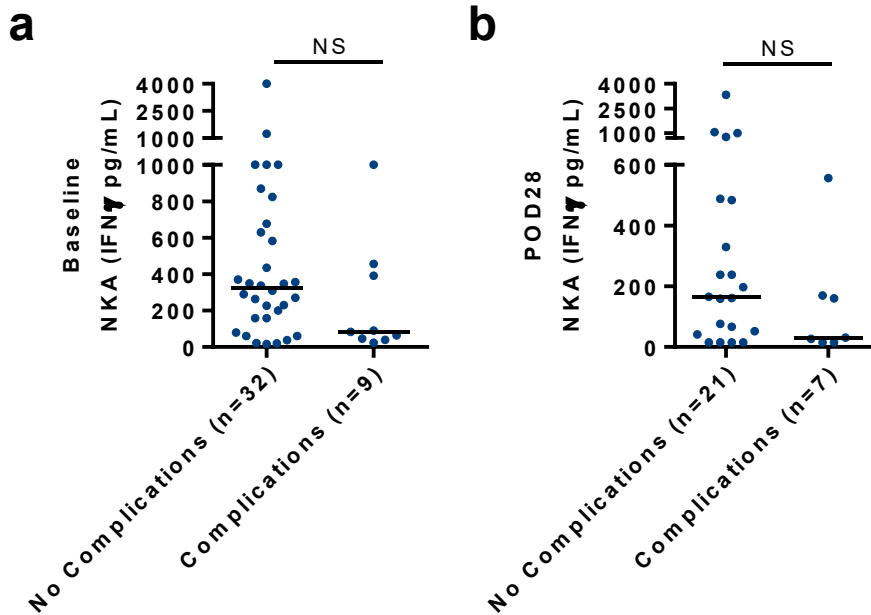 a
NS
Baseline
NKA (IFNγ pg/mL)
4000
2500
1000
1000
800
600
400
200
0
No Complications (n=32)
Complications (n=9)
b
NS
POD28
NKA (IFNγ pg/mL)
4000
2500
1000
600
400
200
0
No Complications (n=21)
Complications (n=7)